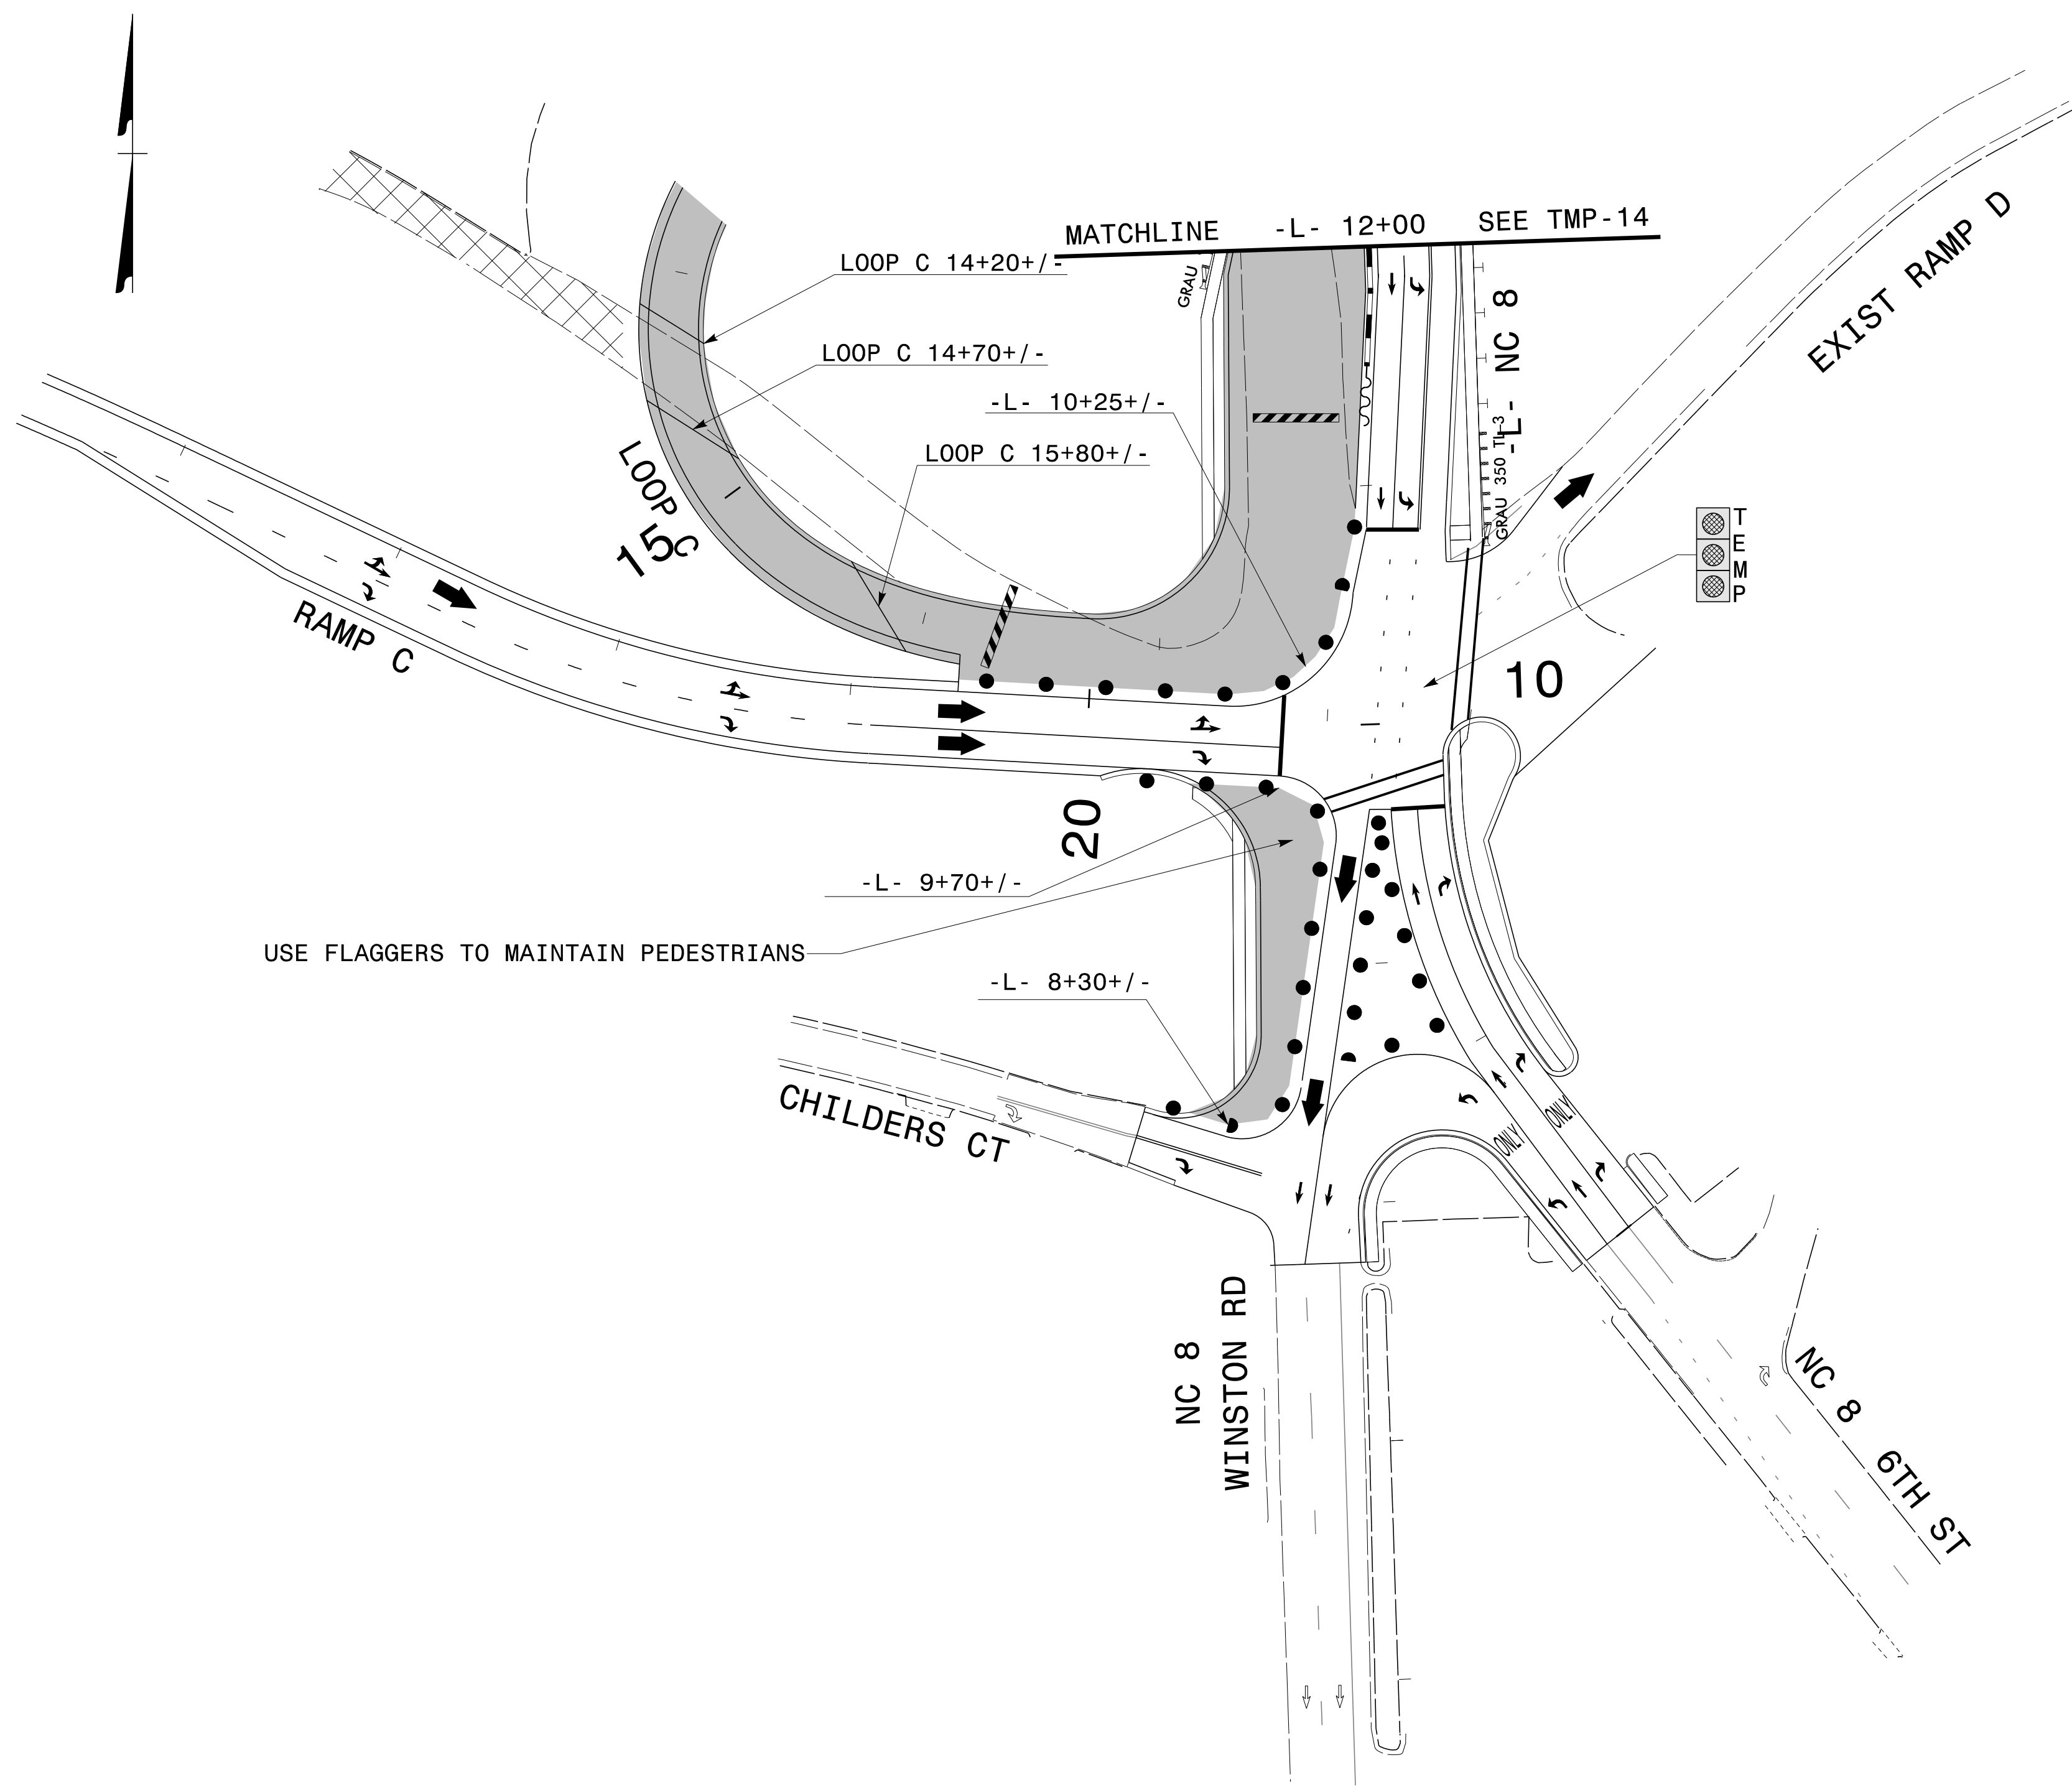 MATCHLINE -L- 12+00 SEE TMP-14
LOOP C 14+20+/-
GRAU
LOOP C 14+70+/-
-L- NC 8
EXIST RAMP D
-L- 10+25+/-
LOOP C 15+80+/-
GRAU 350 TL-3
LOOP C
15
TEMP
RAMP C
10
20
-L- 9+70+/-
USE FLAGGERS TO MAINTAIN PEDESTRIANS
-L- 8+30+/-
CHILDERS CT
ONLY
ONLY
NC 8
WINSTON RD
NC 8 6TH ST